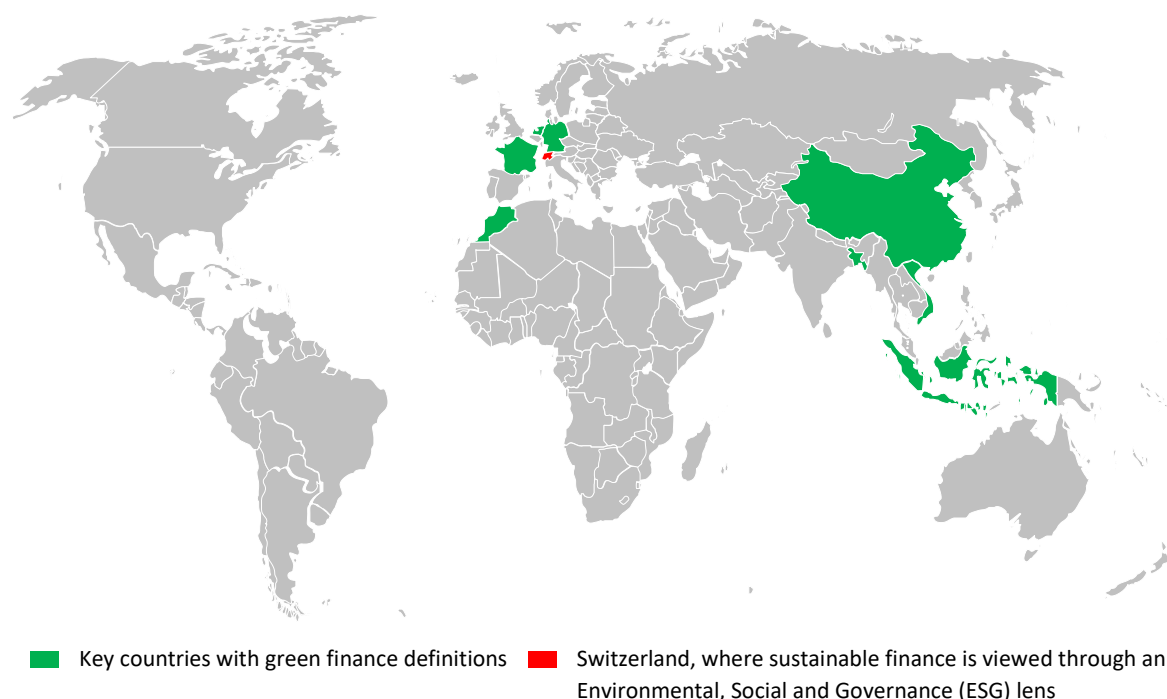 Key countries with green finance definitions
Switzerland, where sustainable finance is viewed through an
Environmental, Social and Governance (ESG) lens